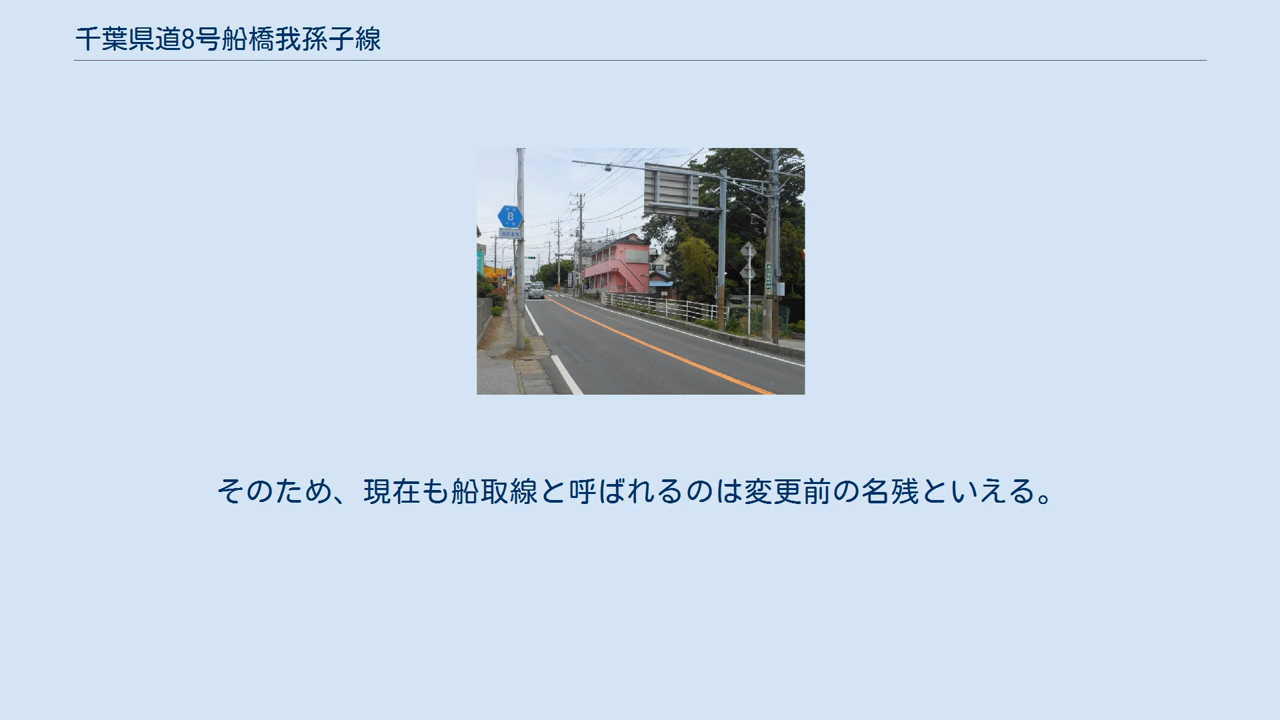 千葉県道8号船橋我孫子線
8
そのため、現在も船取線と呼ばれるのは変更前の名残といえる。